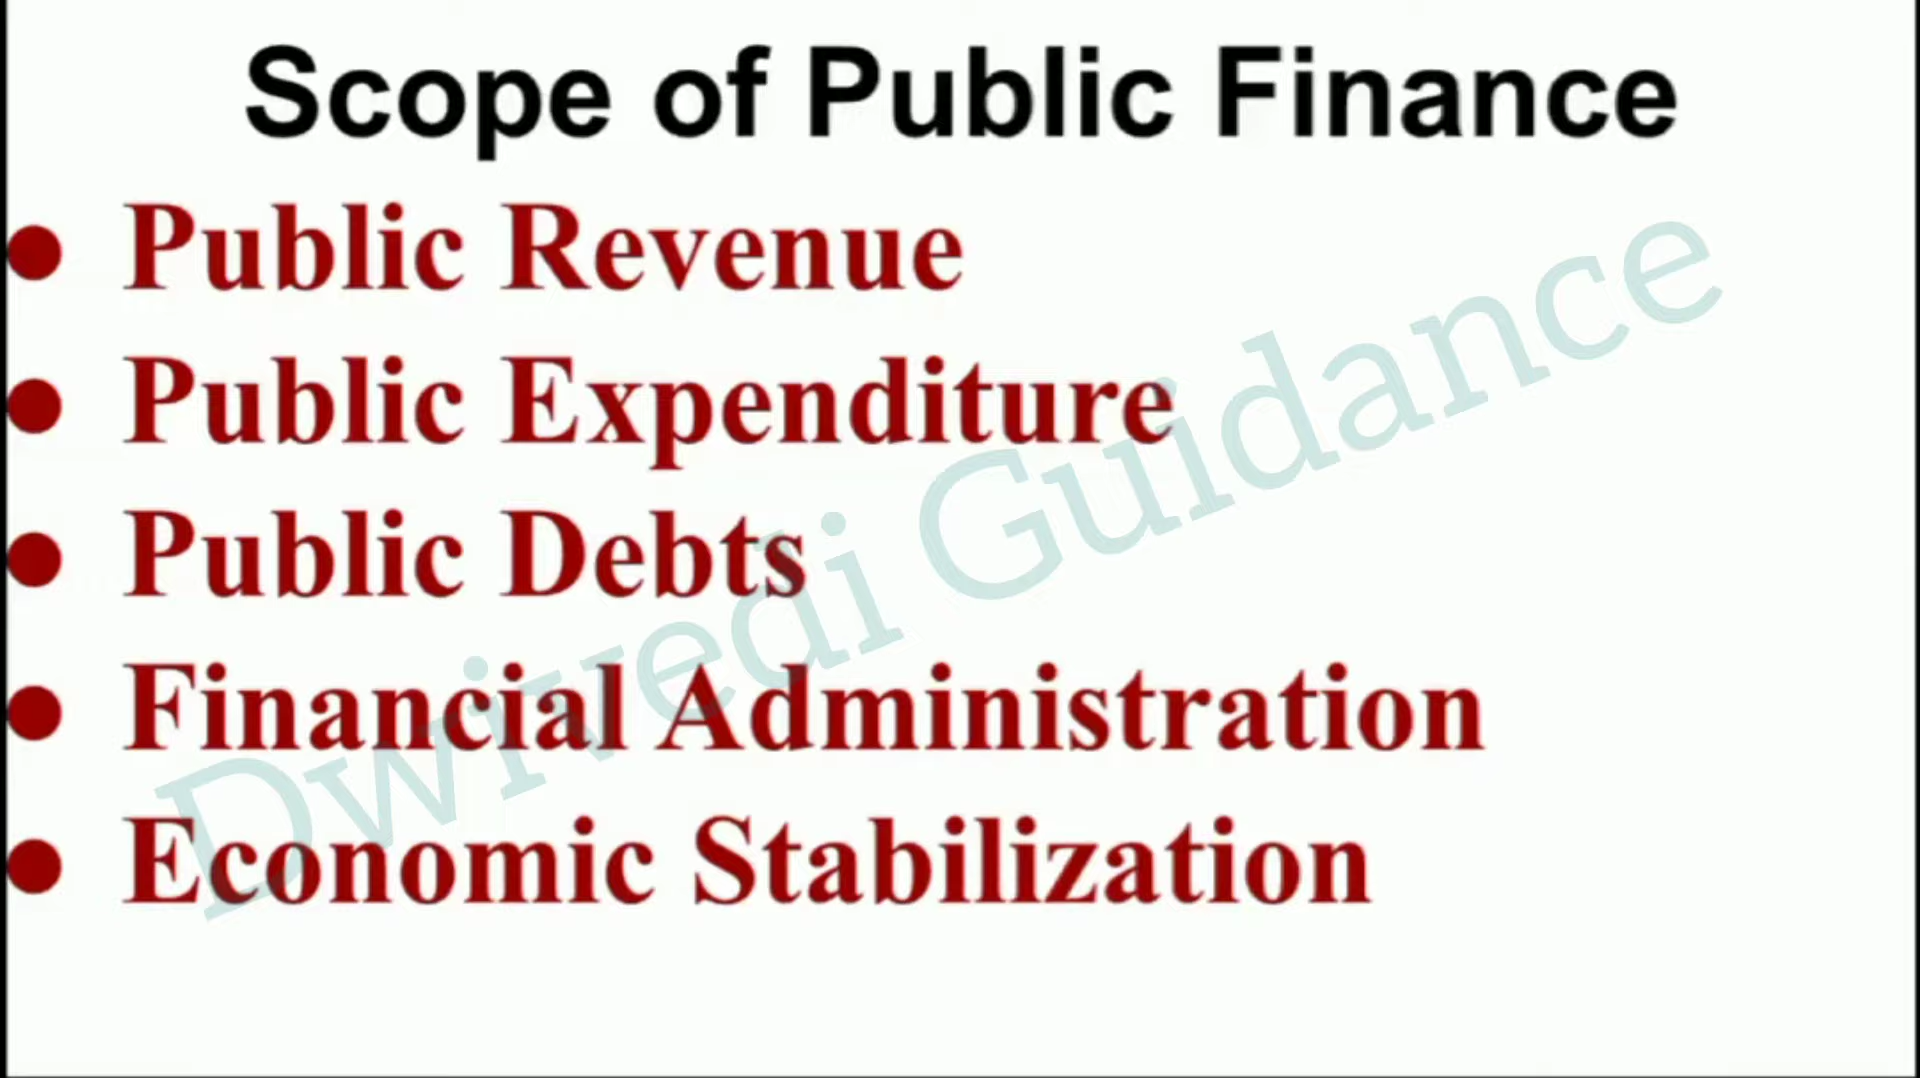 Scope of Public Finance
• Public Revenue
• Public Expenditure
• Public Debts
• Financial Administration
• Economic Stabilization
Dwivedi Guidance